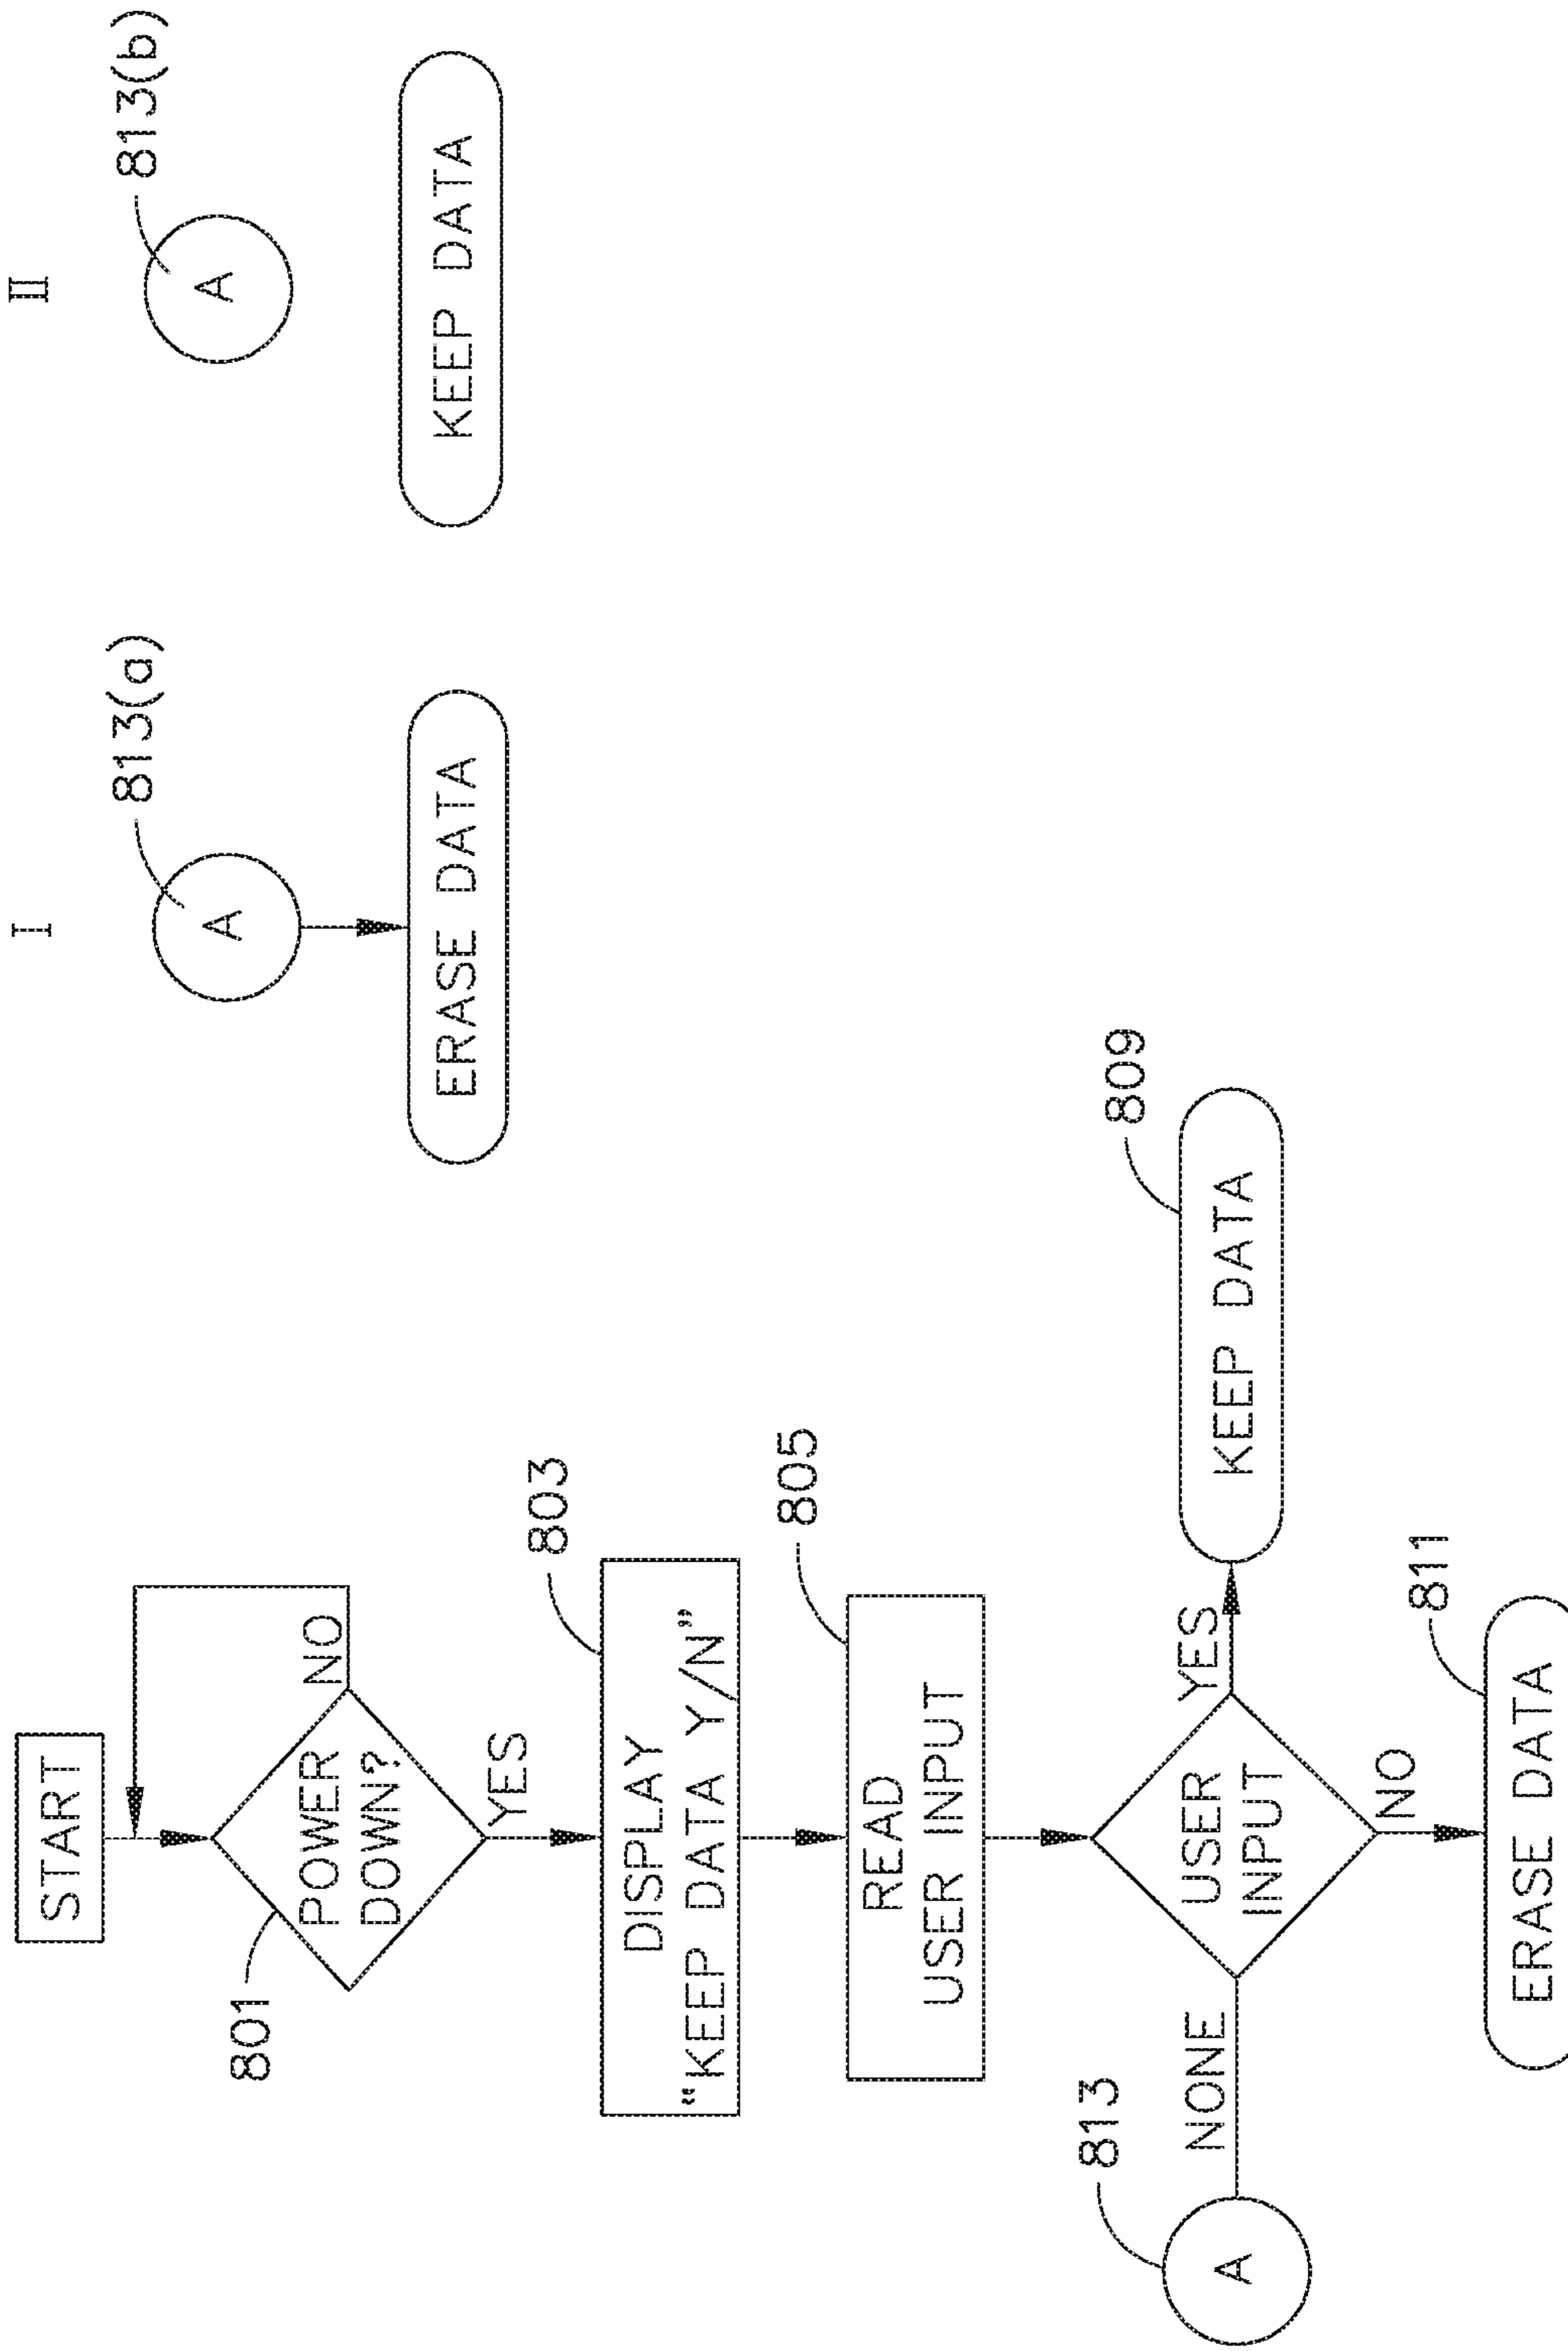 START
801
POWER
DOWN?
NO
YES
803
DISPLAY
“KEEP DATA Y/N”
805
READ
USER INPUT
813
A
NONE
USER
INPUT
YES
809
KEEP DATA
NO
811
ERASE DATA
I
813(a)
A
ERASE DATA
II
813(b)
A
KEEP DATA